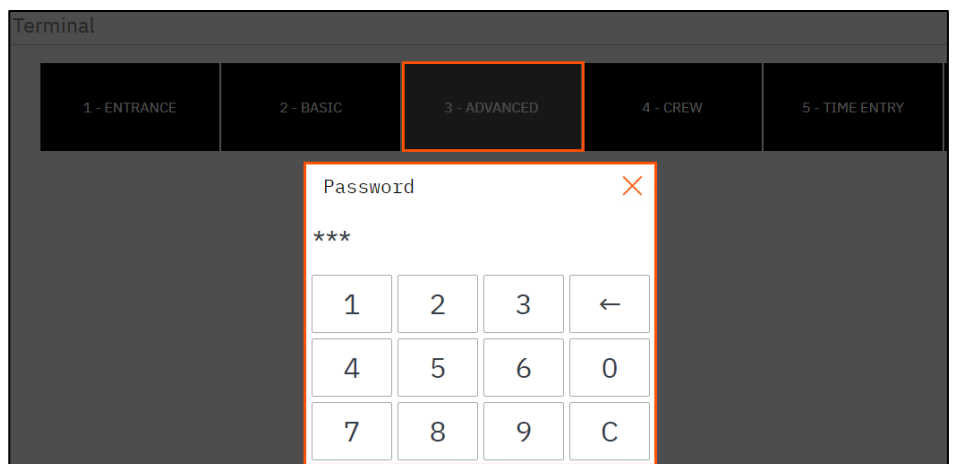 Terminal
1 - ENTRANCE 2 - BASIC 3 - ADVANCED 4 - CREW 5 - TIME ENTRY
Password
***
1 2 3 ←
4 5 6 0
7 8 9 C